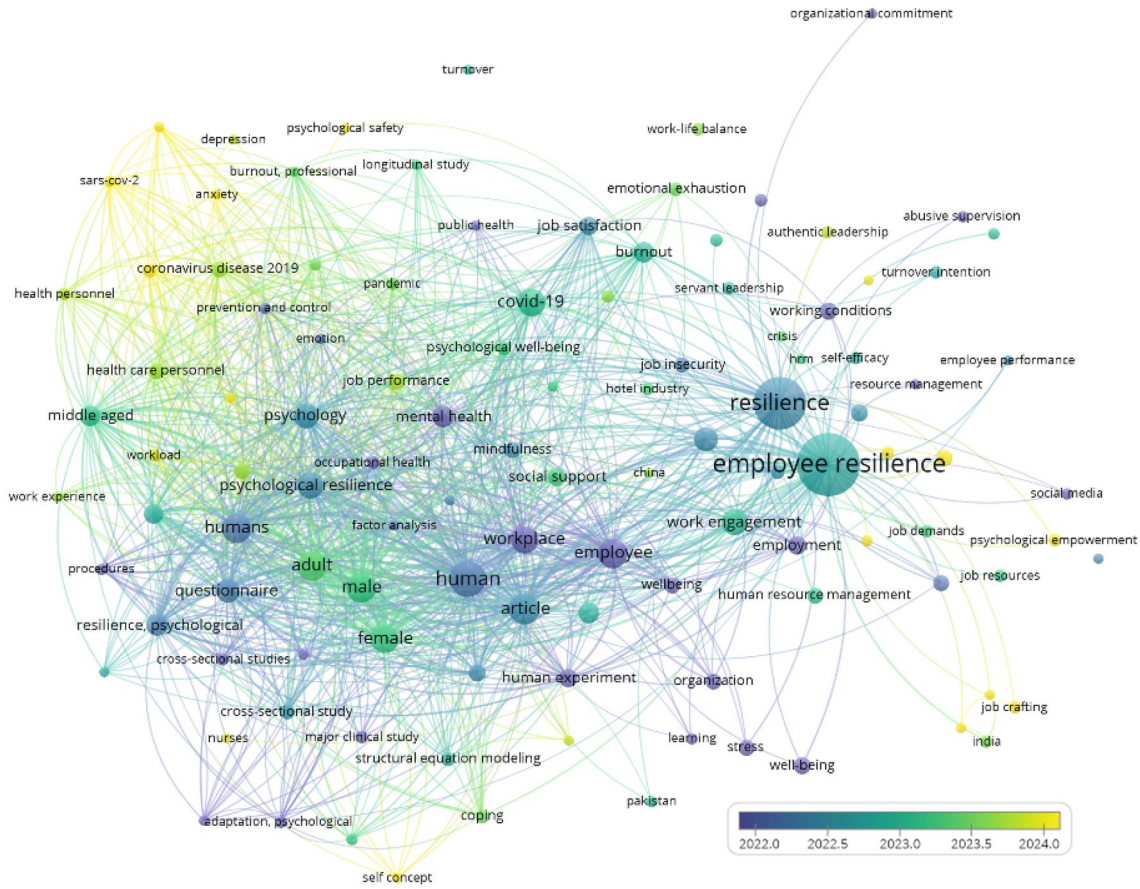 organizational commitment
turnover
psychological safety
work-life balance
depression
longitudinal study
burnout, professional
sars-cov-2
anxiety
emotional exhaustion
public health
job satisfaction
abusive supervision
authentic leadership
burnout
coronavirus disease 2019
turnover intention
pandemic
servant leadership
health personnel
covid-19
prevention and control
working conditions
emotion
crisis
psychological well-being
hrm
self-efficacy
employee performance
job insecurity
health care personnel
job performance
hotel industry
resource management
resilience
middle aged
psychology
mental health
mindfulness
workload
occupational health
employee resilience
china
social support
psychological resilience
work experience
social media
humans
factor analysis
work engagement
job demands
workplace
psychological empowerment
employee
employment
adult
procedures
human
male
job resources
questionnaire
wellbeing
human resource management
article
resilience, psychological
female
cross-sectional studies
human experiment
organization
cross-sectional study
job crafting
nurses
major clinical study
learning
india
stress
structural equation modeling
well-being
pakistan
coping
adaptation, psychological
self concept
2022.0 2022.5 2023.0 2023.5 2024.0